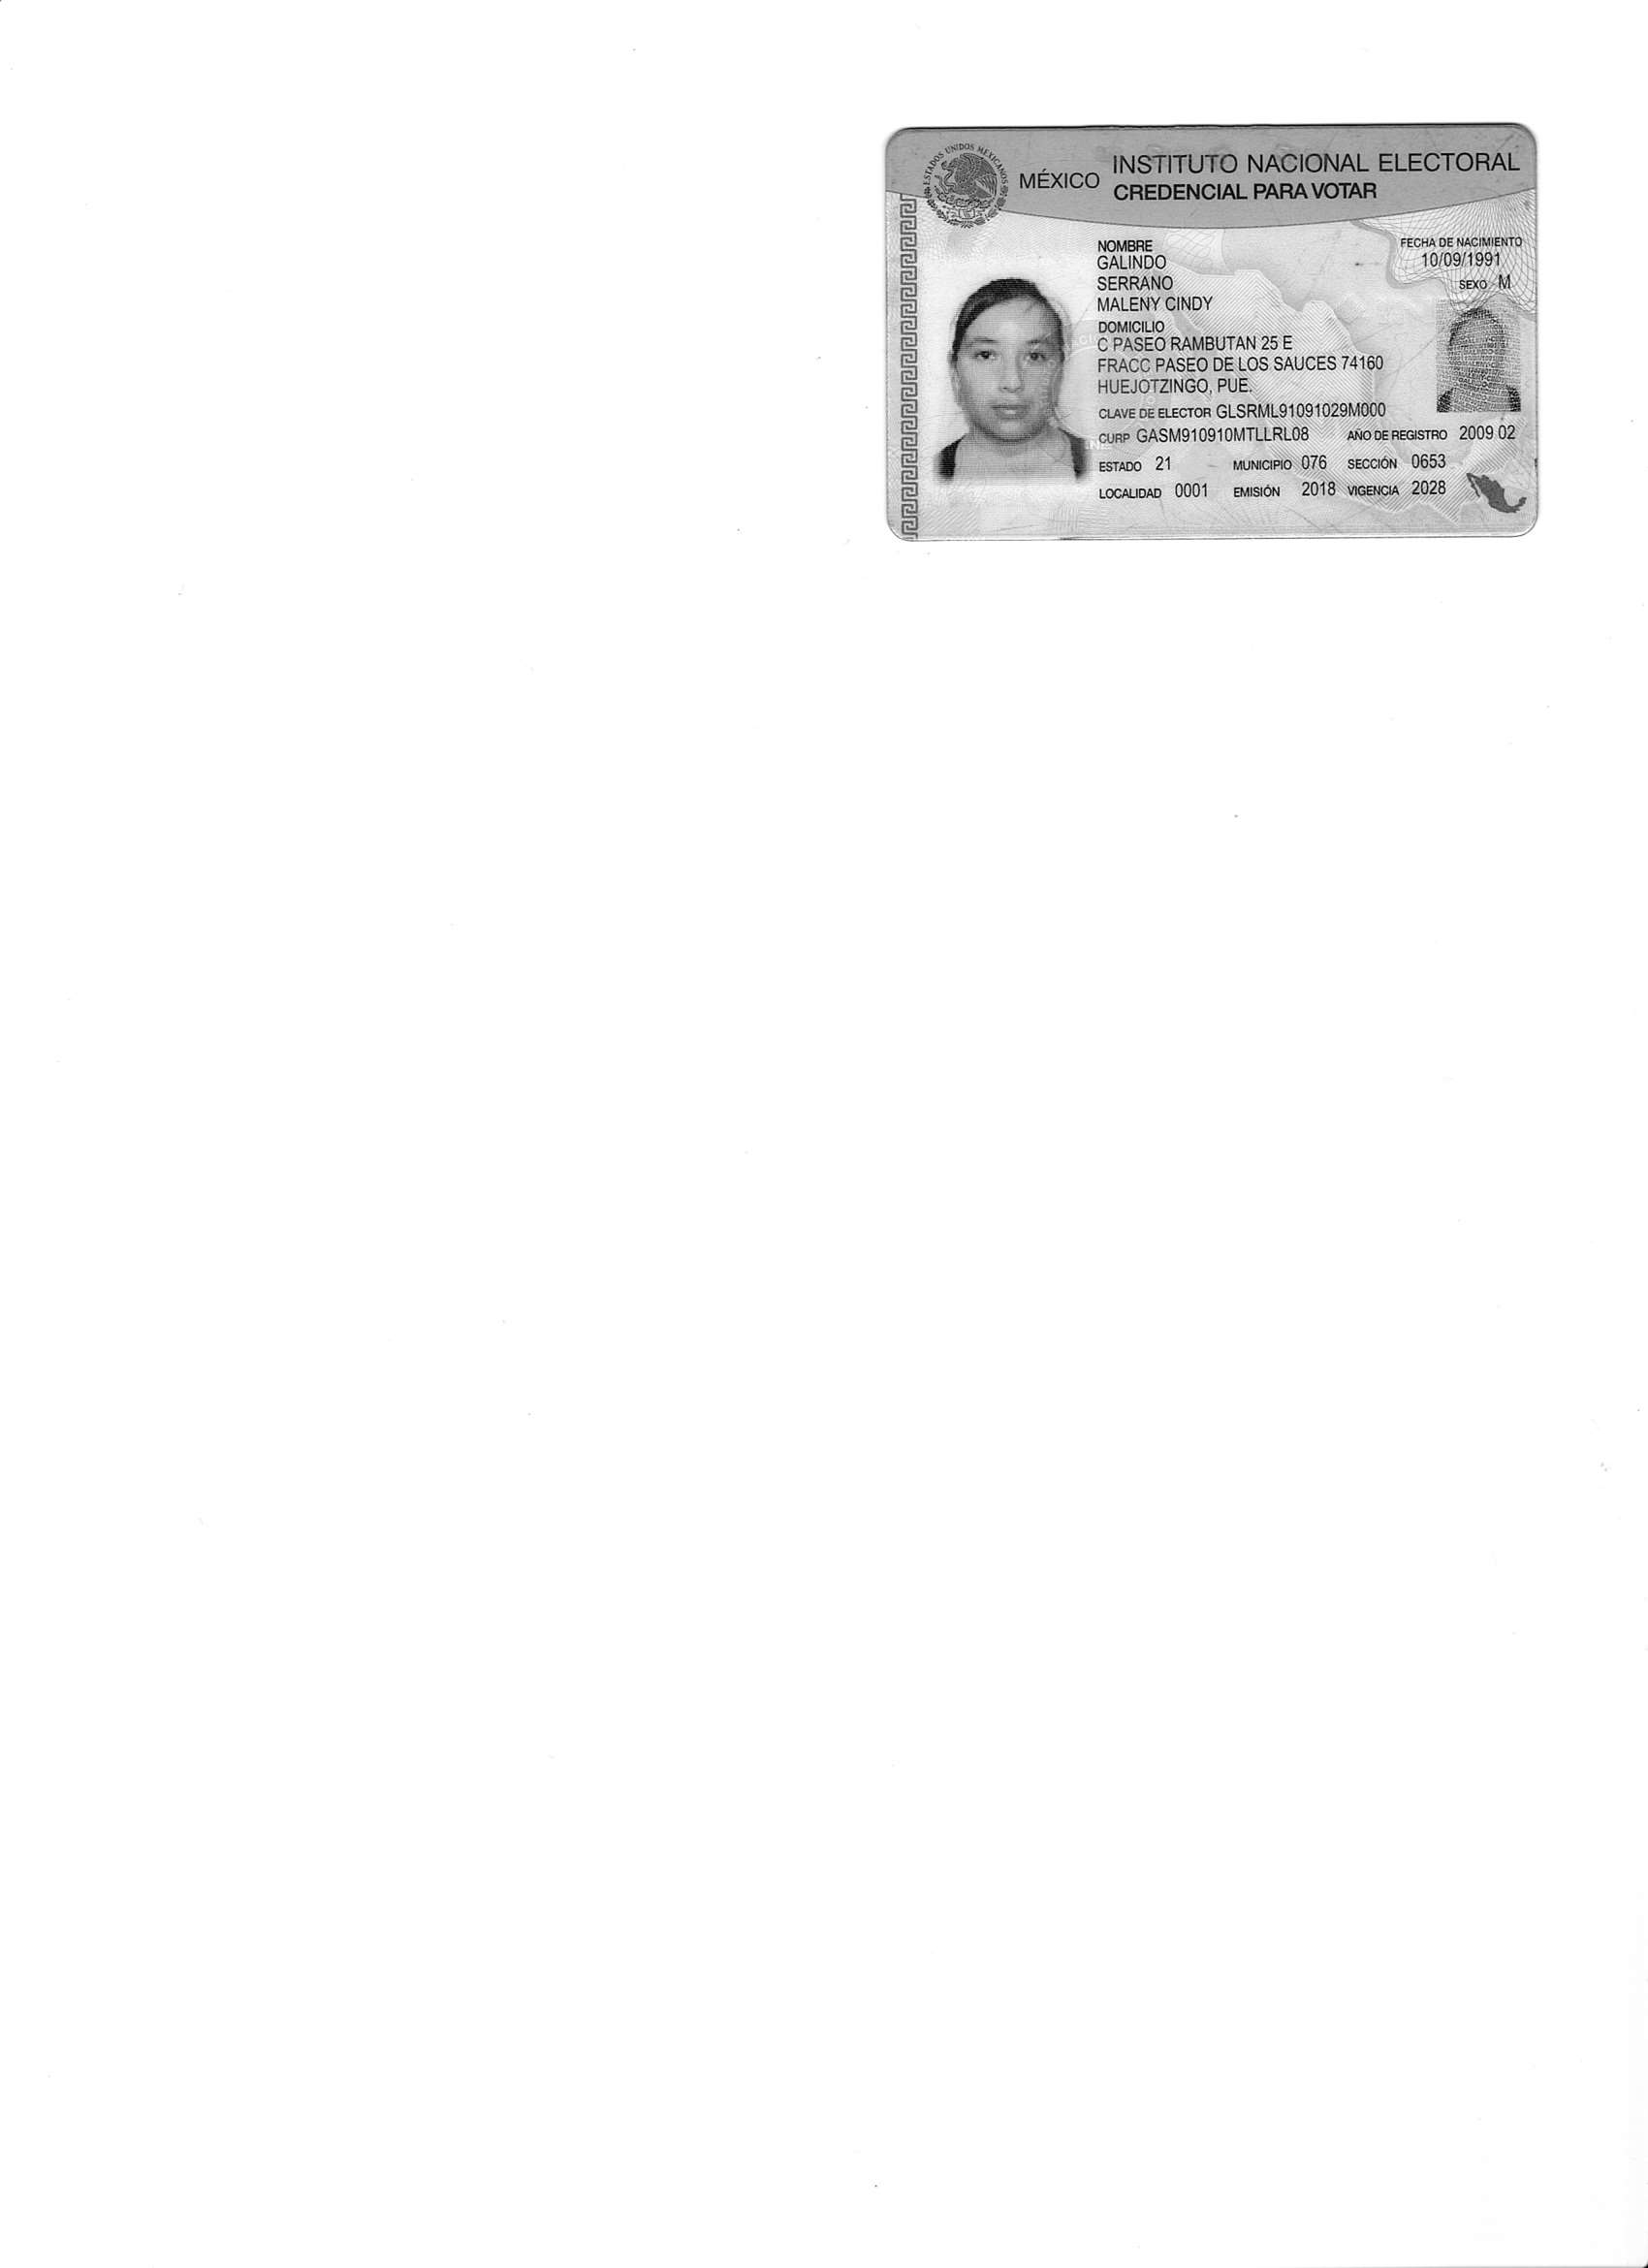 ESTADOS UNIDOS MEXICANOS
MÉXICO INSTITUTO NACIONAL ELECTORAL
CREDENCIAL PARA VOTAR
NOMBRE
GALINDO
SERRANO
MALENY CINDY
FECHA DE NACIMIENTO
10/09/1991
SEXO M
DOMICILIO
C PASEO RAMBUTAN 25 E
FRACC PASEO DE LOS SAUCES 74160
HUEJOTZINGO, PUE.
CLAVE DE ELECTOR GLSRML91091029M000
CURP GASM910910MTLLRL08 AÑO DE REGISTRO 2009 02
ESTADO 21 MUNICIPIO 076 SECCIÓN 0653
LOCALIDAD 0001 EMISIÓN 2018 VIGENCIA 2028